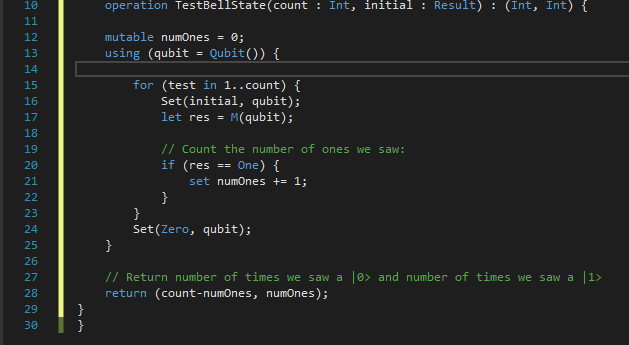 10 operation TestBellState(count : Int, initial : Result) : (Int, Int) {
11
12 mutable numOnes = 0;
13 using (qubit = Qubit()) {
14
15 for (test in 1..count) {
16 Set(initial, qubit);
17 let res = M(qubit);
18
19 // Count the number of ones we saw:
20 if (res == One) {
21 set numOnes += 1;
22 }
23 }
24 Set(Zero, qubit);
25 }
26
27 // Return number of times we saw a |0> and number of times we saw a |1>
28 return (count-numOnes, numOnes);
29 }
30 }